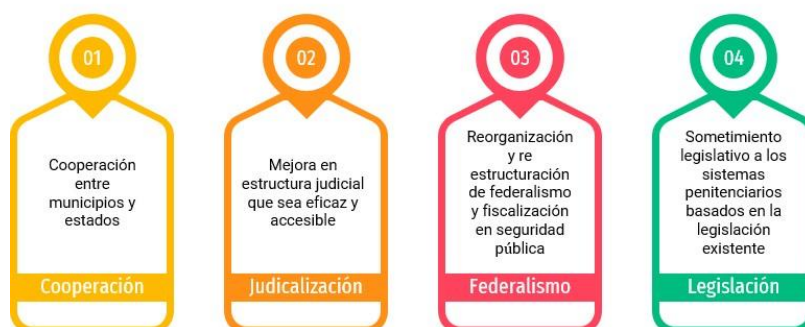 01
Cooperación
entre
municipios y
estados
Cooperación
02
Mejora en
estructura judicial
que sea eficaz y
accesible
Judicalización
03
Reorganización
y re
estructuración
de federalismo
y fiscalización
en seguridad
pública
Federalismo
04
Sometimiento
legislativo a los
sistemas
penitenciarios
basados en la
legislación
existente
Legislación